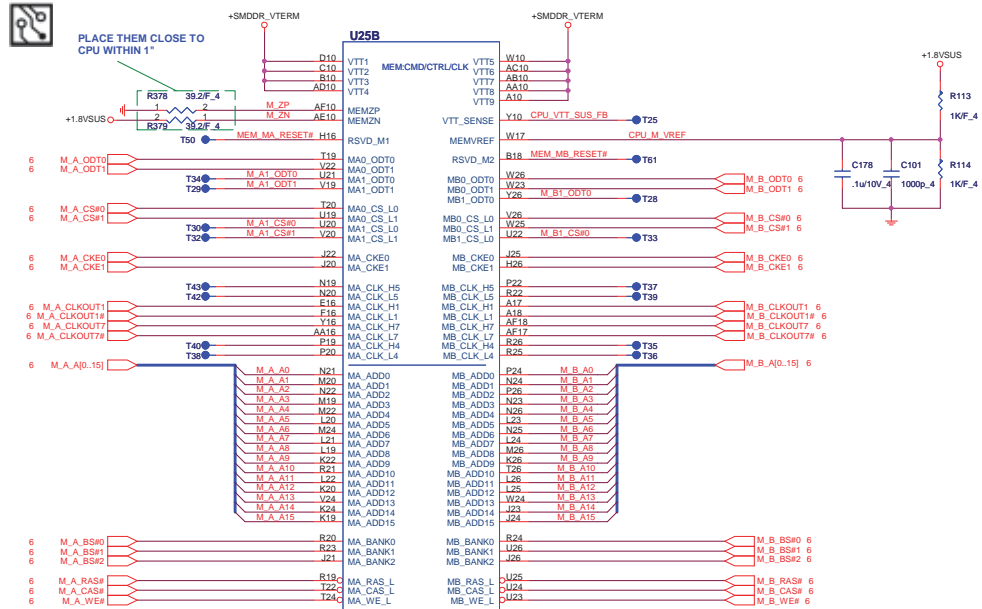 +SMDDR_VTERM +SMDDR_VTERM
PLACE THEM CLOSE TO
CPU WITHIN 1"
U25B
MEM:CMD/CTRL/CLK
+1.8VSUS
D10 VTT1 VTT5 W10
C10 VTT2 VTT6 AC10
B10 VTT3 VTT7 AB10
AD10 VTT4 VTT8 AA10
VTT9 A10
R378 39.2/F_4
1 2 M_ZP AF10 MEMZP
+1.8VSUS 2 1 M_ZN AE10 MEMZN VTT_SENSE Y10 CPU_VTT_SUS_FB T25
R379 39.2/F_4
R113
1K/F_4
T50 MEM_MA_RESET# H16 RSVD_M1 MEMVREF W17 CPU_M_VREF
RSVD_M2 B18 MEM_MB_RESET# T61
C178 C101 R114
.1u/10V_4 1000p_4 1K/F_4
6 M_A_ODT0 T19 MA0_ODT0
6 M_A_ODT1 V22 MA0_ODT1
T34 M_A1_ODT0 U21 MA1_ODT0 MB0_ODT0 W26 M_B_ODT0 6
T29 M_A1_ODT1 V19 MA1_ODT1 MB0_ODT1 W23 M_B_ODT1 6
MB1_ODT0 Y26 M_B1_ODT0 T28
6 M_A_CS#0 T20 MA0_CS_L0
6 M_A_CS#1 U19 MA0_CS_L1 MB0_CS_L0 V26 M_B_CS#0 6
T30 M_A1_CS#0 U20 MA1_CS_L0 MB0_CS_L1 W25 M_B_CS#1 6
T32 M_A1_CS#1 V20 MA1_CS_L1 MB1_CS_L0 U22 M_B1_CS#0 T33
6 M_A_CKE0 J22 MA_CKE0 MB_CKE0 J25 M_B_CKE0 6
6 M_A_CKE1 J20 MA_CKE1 MB_CKE1 H26 M_B_CKE1 6
T43 N19 MA_CLK_H5 MB_CLK_H5 P22 T37
T42 N20 MA_CLK_L5 MB_CLK_L5 R22 T39
6 M_A_CLKOUT1 E16 MA_CLK_H1 MB_CLK_H1 A17 M_B_CLKOUT1 6
6 M_A_CLKOUT1# F16 MA_CLK_L1 MB_CLK_L1 A18 M_B_CLKOUT1# 6
6 M_A_CLKOUT7 Y16 MA_CLK_H7 MB_CLK_H7 AF18 M_B_CLKOUT7 6
6 M_A_CLKOUT7# AA16 MA_CLK_L7 MB_CLK_L7 AF17 M_B_CLKOUT7# 6
T40 P19 MA_CLK_H4 MB_CLK_H4 R26 T35
T38 P20 MA_CLK_L4 MB_CLK_L4 R25 T36
6 M_A_A[0..15] M_B_A[0..15] 6
M_A_A0 N21 MA_ADD0 MB_ADD0 P24 M_B_A0
M_A_A1 M20 MA_ADD1 MB_ADD1 N24 M_B_A1
M_A_A2 N22 MA_ADD2 MB_ADD2 P26 M_B_A2
M_A_A3 M19 MA_ADD3 MB_ADD3 N23 M_B_A3
M_A_A4 M22 MA_ADD4 MB_ADD4 N26 M_B_A4
M_A_A5 L20 MA_ADD5 MB_ADD5 L23 M_B_A5
M_A_A6 M24 MA_ADD6 MB_ADD6 N25 M_B_A6
M_A_A7 L21 MA_ADD7 MB_ADD7 L24 M_B_A7
M_A_A8 L19 MA_ADD8 MB_ADD8 M26 M_B_A8
M_A_A9 K22 MA_ADD9 MB_ADD9 K26 M_B_A9
M_A_A10 R21 MA_ADD10 MB_ADD10 T26 M_B_A10
M_A_A11 L22 MA_ADD11 MB_ADD11 L26 M_B_A11
M_A_A12 K20 MA_ADD12 MB_ADD12 L25 M_B_A12
M_A_A13 V24 MA_ADD13 MB_ADD13 W24 M_B_A13
M_A_A14 K24 MA_ADD14 MB_ADD14 J23 M_B_A14
M_A_A15 K19 MA_ADD15 MB_ADD15 J24 M_B_A15
6 M_A_BS#0 R20 MA_BANK0 MB_BANK0 R24 M_B_BS#0 6
6 M_A_BS#1 R23 MA_BANK1 MB_BANK1 U26 M_B_BS#1 6
6 M_A_BS#2 J21 MA_BANK2 MB_BANK2 J26 M_B_BS#2 6
6 M_A_RAS# R19 MA_RAS_L MB_RAS_L U25 M_B_RAS# 6
6 M_A_CAS# T22 MA_CAS_L MB_CAS_L U24 M_B_CAS# 6
6 M_A_WE# T24 MA_WE_L MB_WE_L U23 M_B_WE# 6